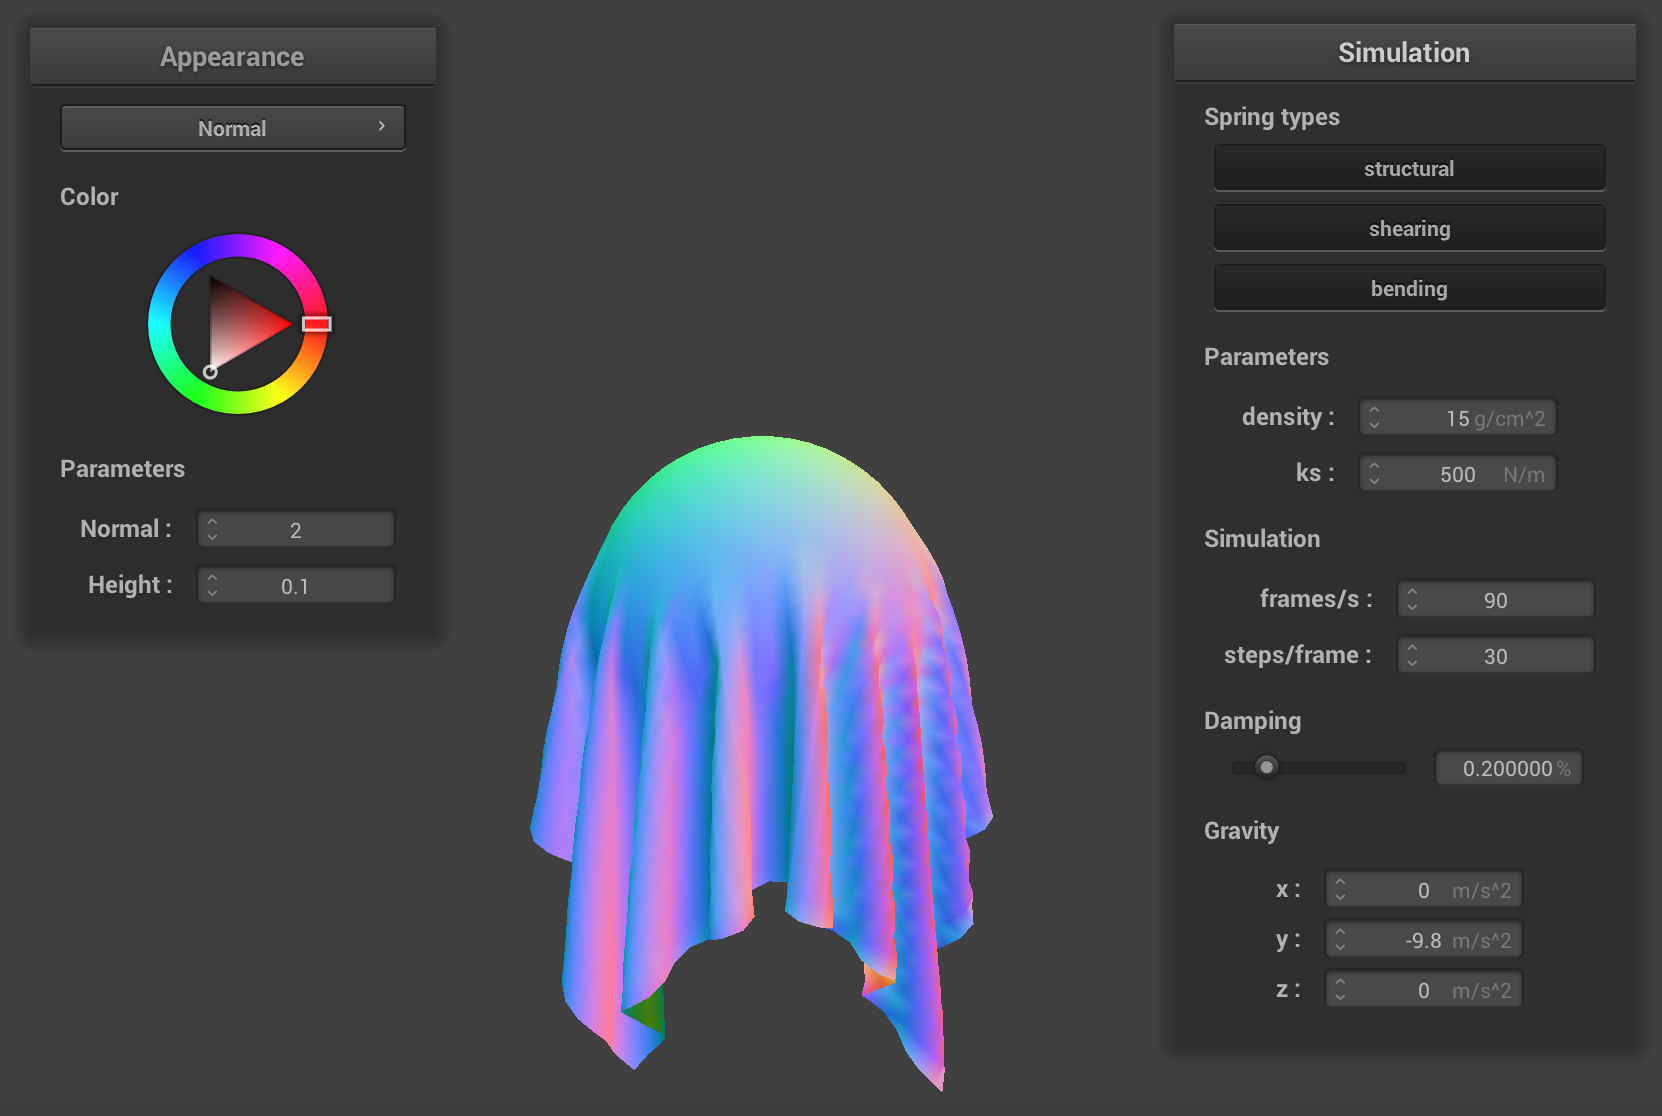 Appearance
Normal
Color
Parameters
Normal : 2
Height : 0.1
Simulation
Spring types
structural
shearing
bending
Parameters
density : 15 g/cm^2
ks : 500 N/m
Simulation
frames/s : 90
steps/frame : 30
Damping
0.200000 %
Gravity
x : 0 m/s^2
y : -9.8 m/s^2
z : 0 m/s^2